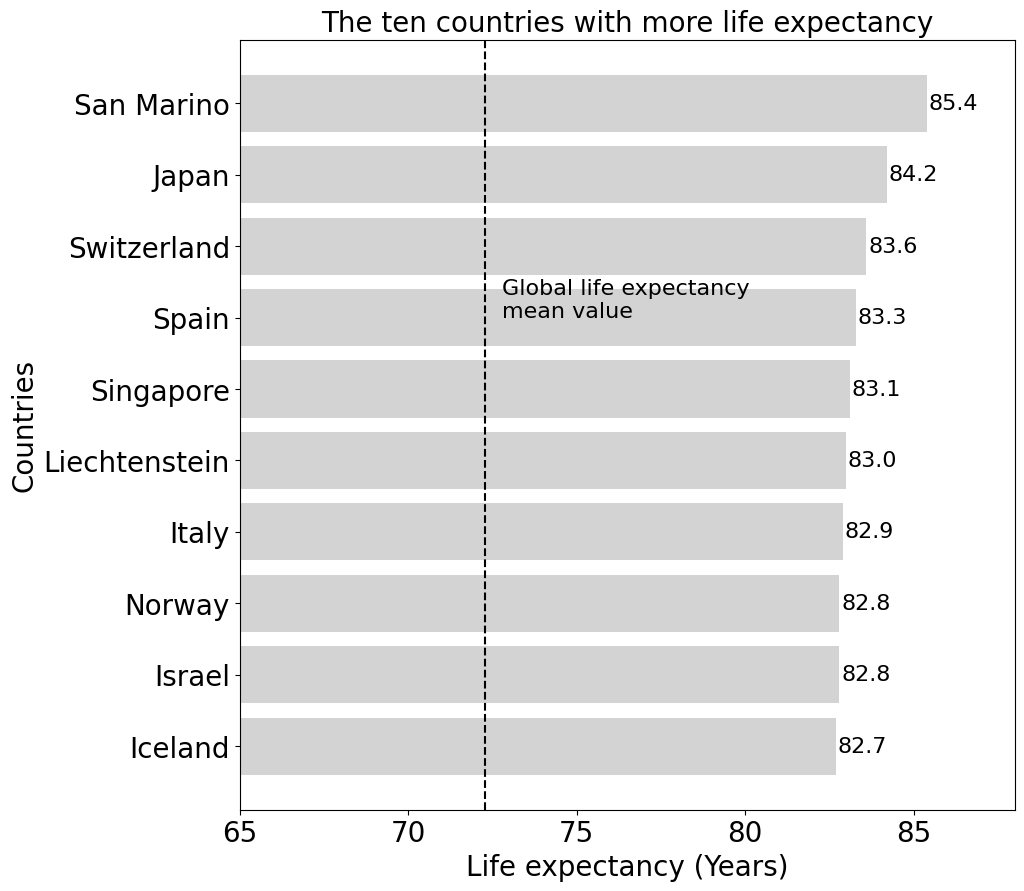 The ten countries with more life expectancy
San Marino 85.4
Japan 84.2
Switzerland 83.6
Global life expectancy
mean value
Spain 83.3
Singapore 83.1
Liechtenstein 83.0
Italy 82.9
Norway 82.8
Israel 82.8
Iceland 82.7
Countries
65 70 75 80 85
Life expectancy (Years)